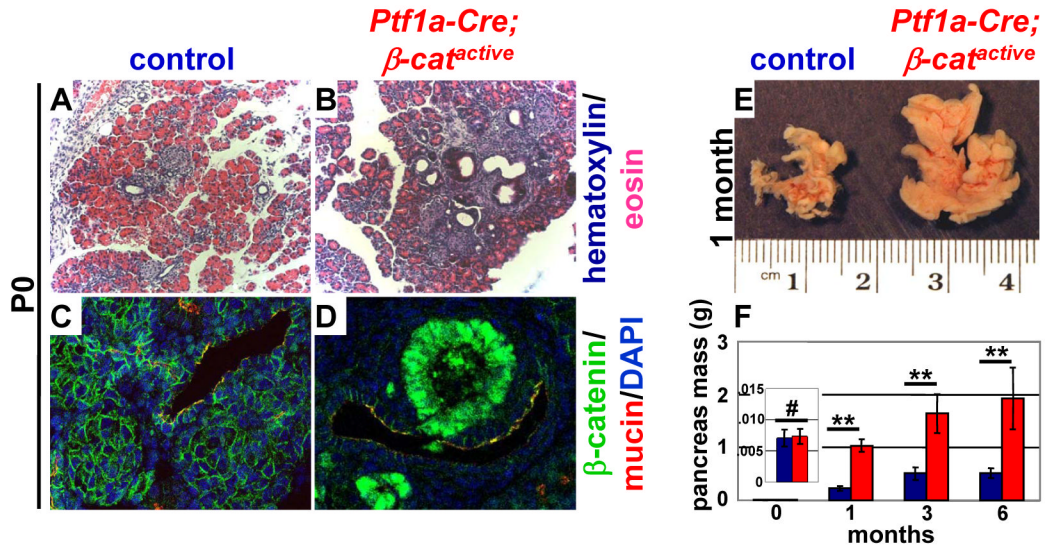 control
Ptf1a-Cre;
β-catactive
A
B
P0
hematoxylin/
eosin
C
D
β-catenin/
mucin/DAPI
control
Ptf1a-Cre;
β-catactive
E
1 month
cm 1 2 3 4
F
pancreas mass (g)
3
2
1
0
.015
.010
.005
0
#
**
**
**
0 1 3 6
months